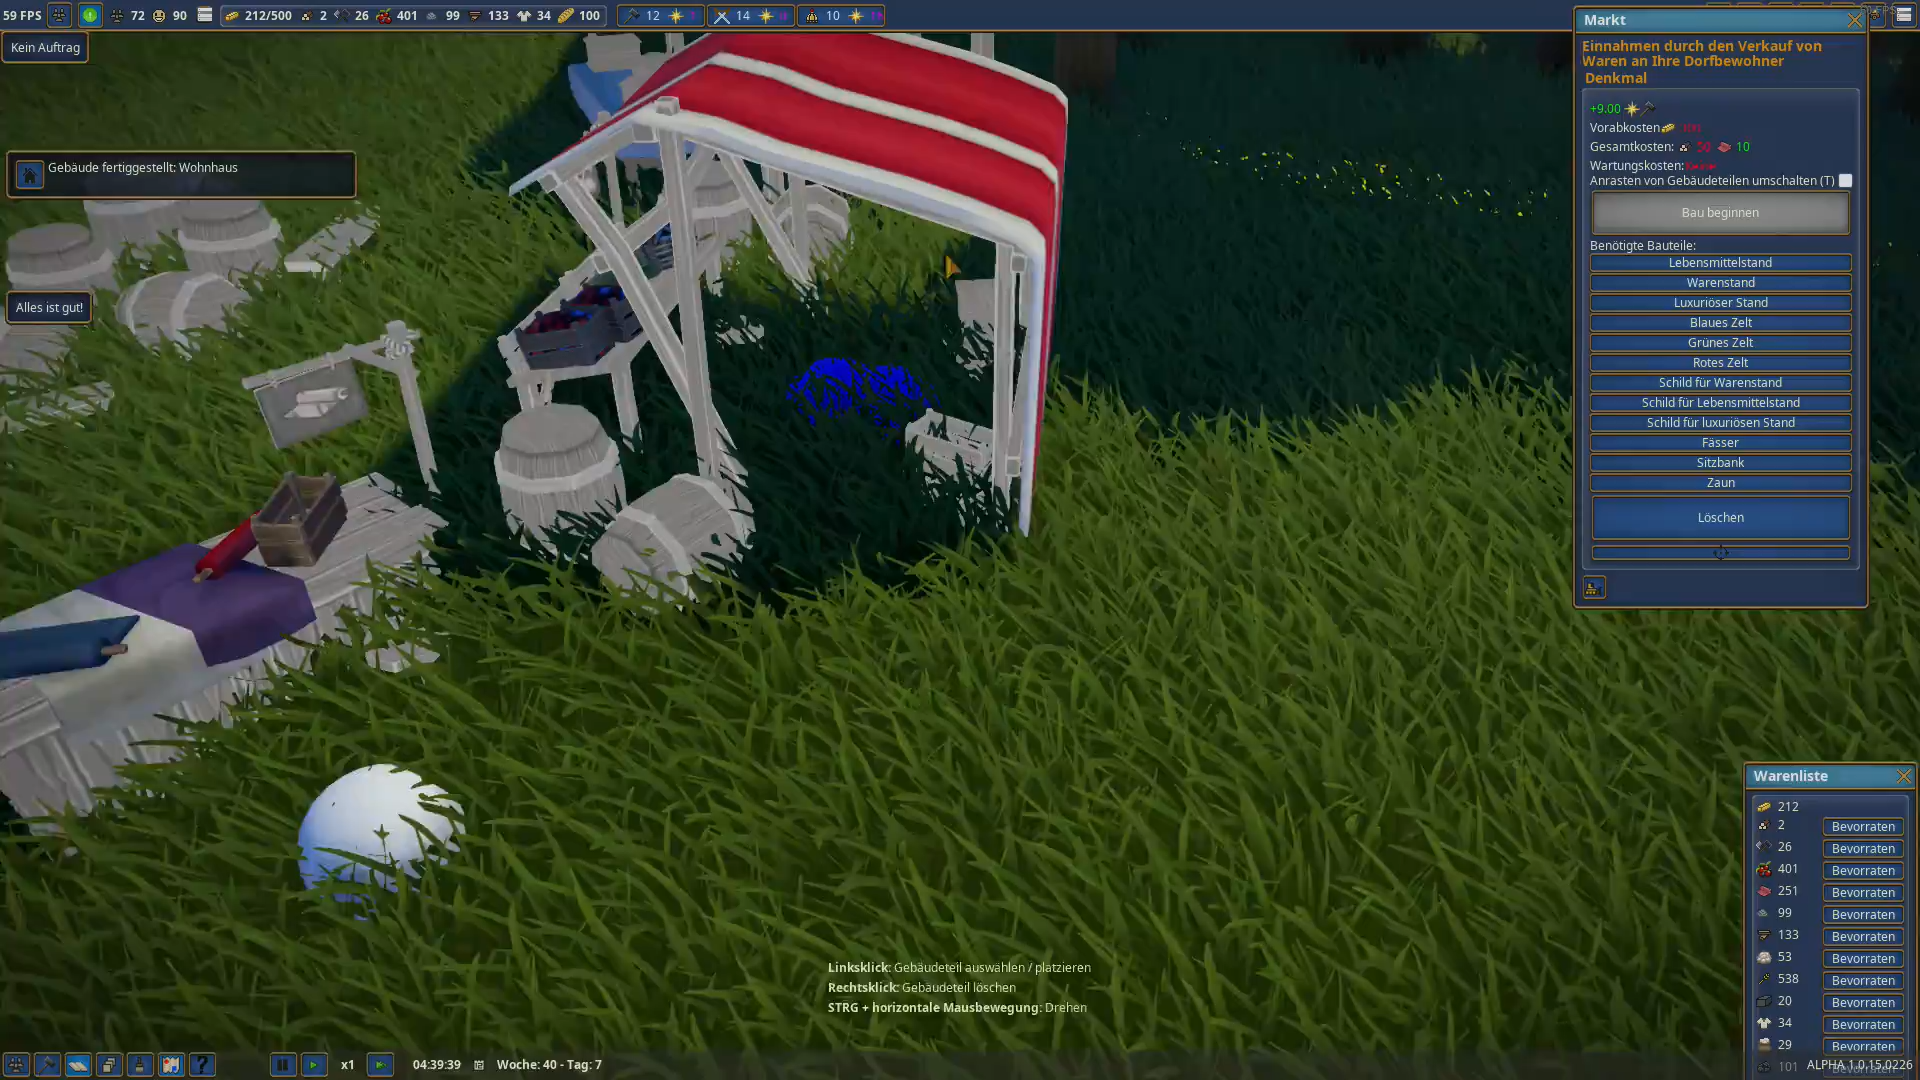 59 FPS
72
90
212/500
2
26
401
99
133
34
100
12
14
10
Kein Auftrag
Gebäude fertiggestellt: Wohnhaus
Alles ist gut!
Markt
Einnahmen durch den Verkauf von
Waren an Ihre Dorfbewohner
Denkmal
+9.00
Vorabkosten
Gesamtkosten: 50 10
Wartungskosten:
Anrasten von Gebäudeteilen umschalten (T)
Bau beginnen
Benötigte Bauteile:
Lebensmittelstand
Warenstand
Luxuriöser Stand
Blaues Zelt
Grünes Zelt
Rotes Zelt
Schild für Warenstand
Schild für Lebensmittelstand
Schild für luxuriösen Stand
Fässer
Sitzbank
Zaun
Löschen
Warenliste
212
2 Bevorraten
26 Bevorraten
401 Bevorraten
251 Bevorraten
99 Bevorraten
133 Bevorraten
53 Bevorraten
538 Bevorraten
20 Bevorraten
34 Bevorraten
29 Bevorraten
101
ALPHA 1.0.15.0226
Linksklick: Gebäudeteil auswählen / platzieren
Rechtsklick: Gebäudeteil löschen
STRG + horizontale Mausbewegung: Drehen
x1
04:39:39
Woche: 40 - Tag: 7